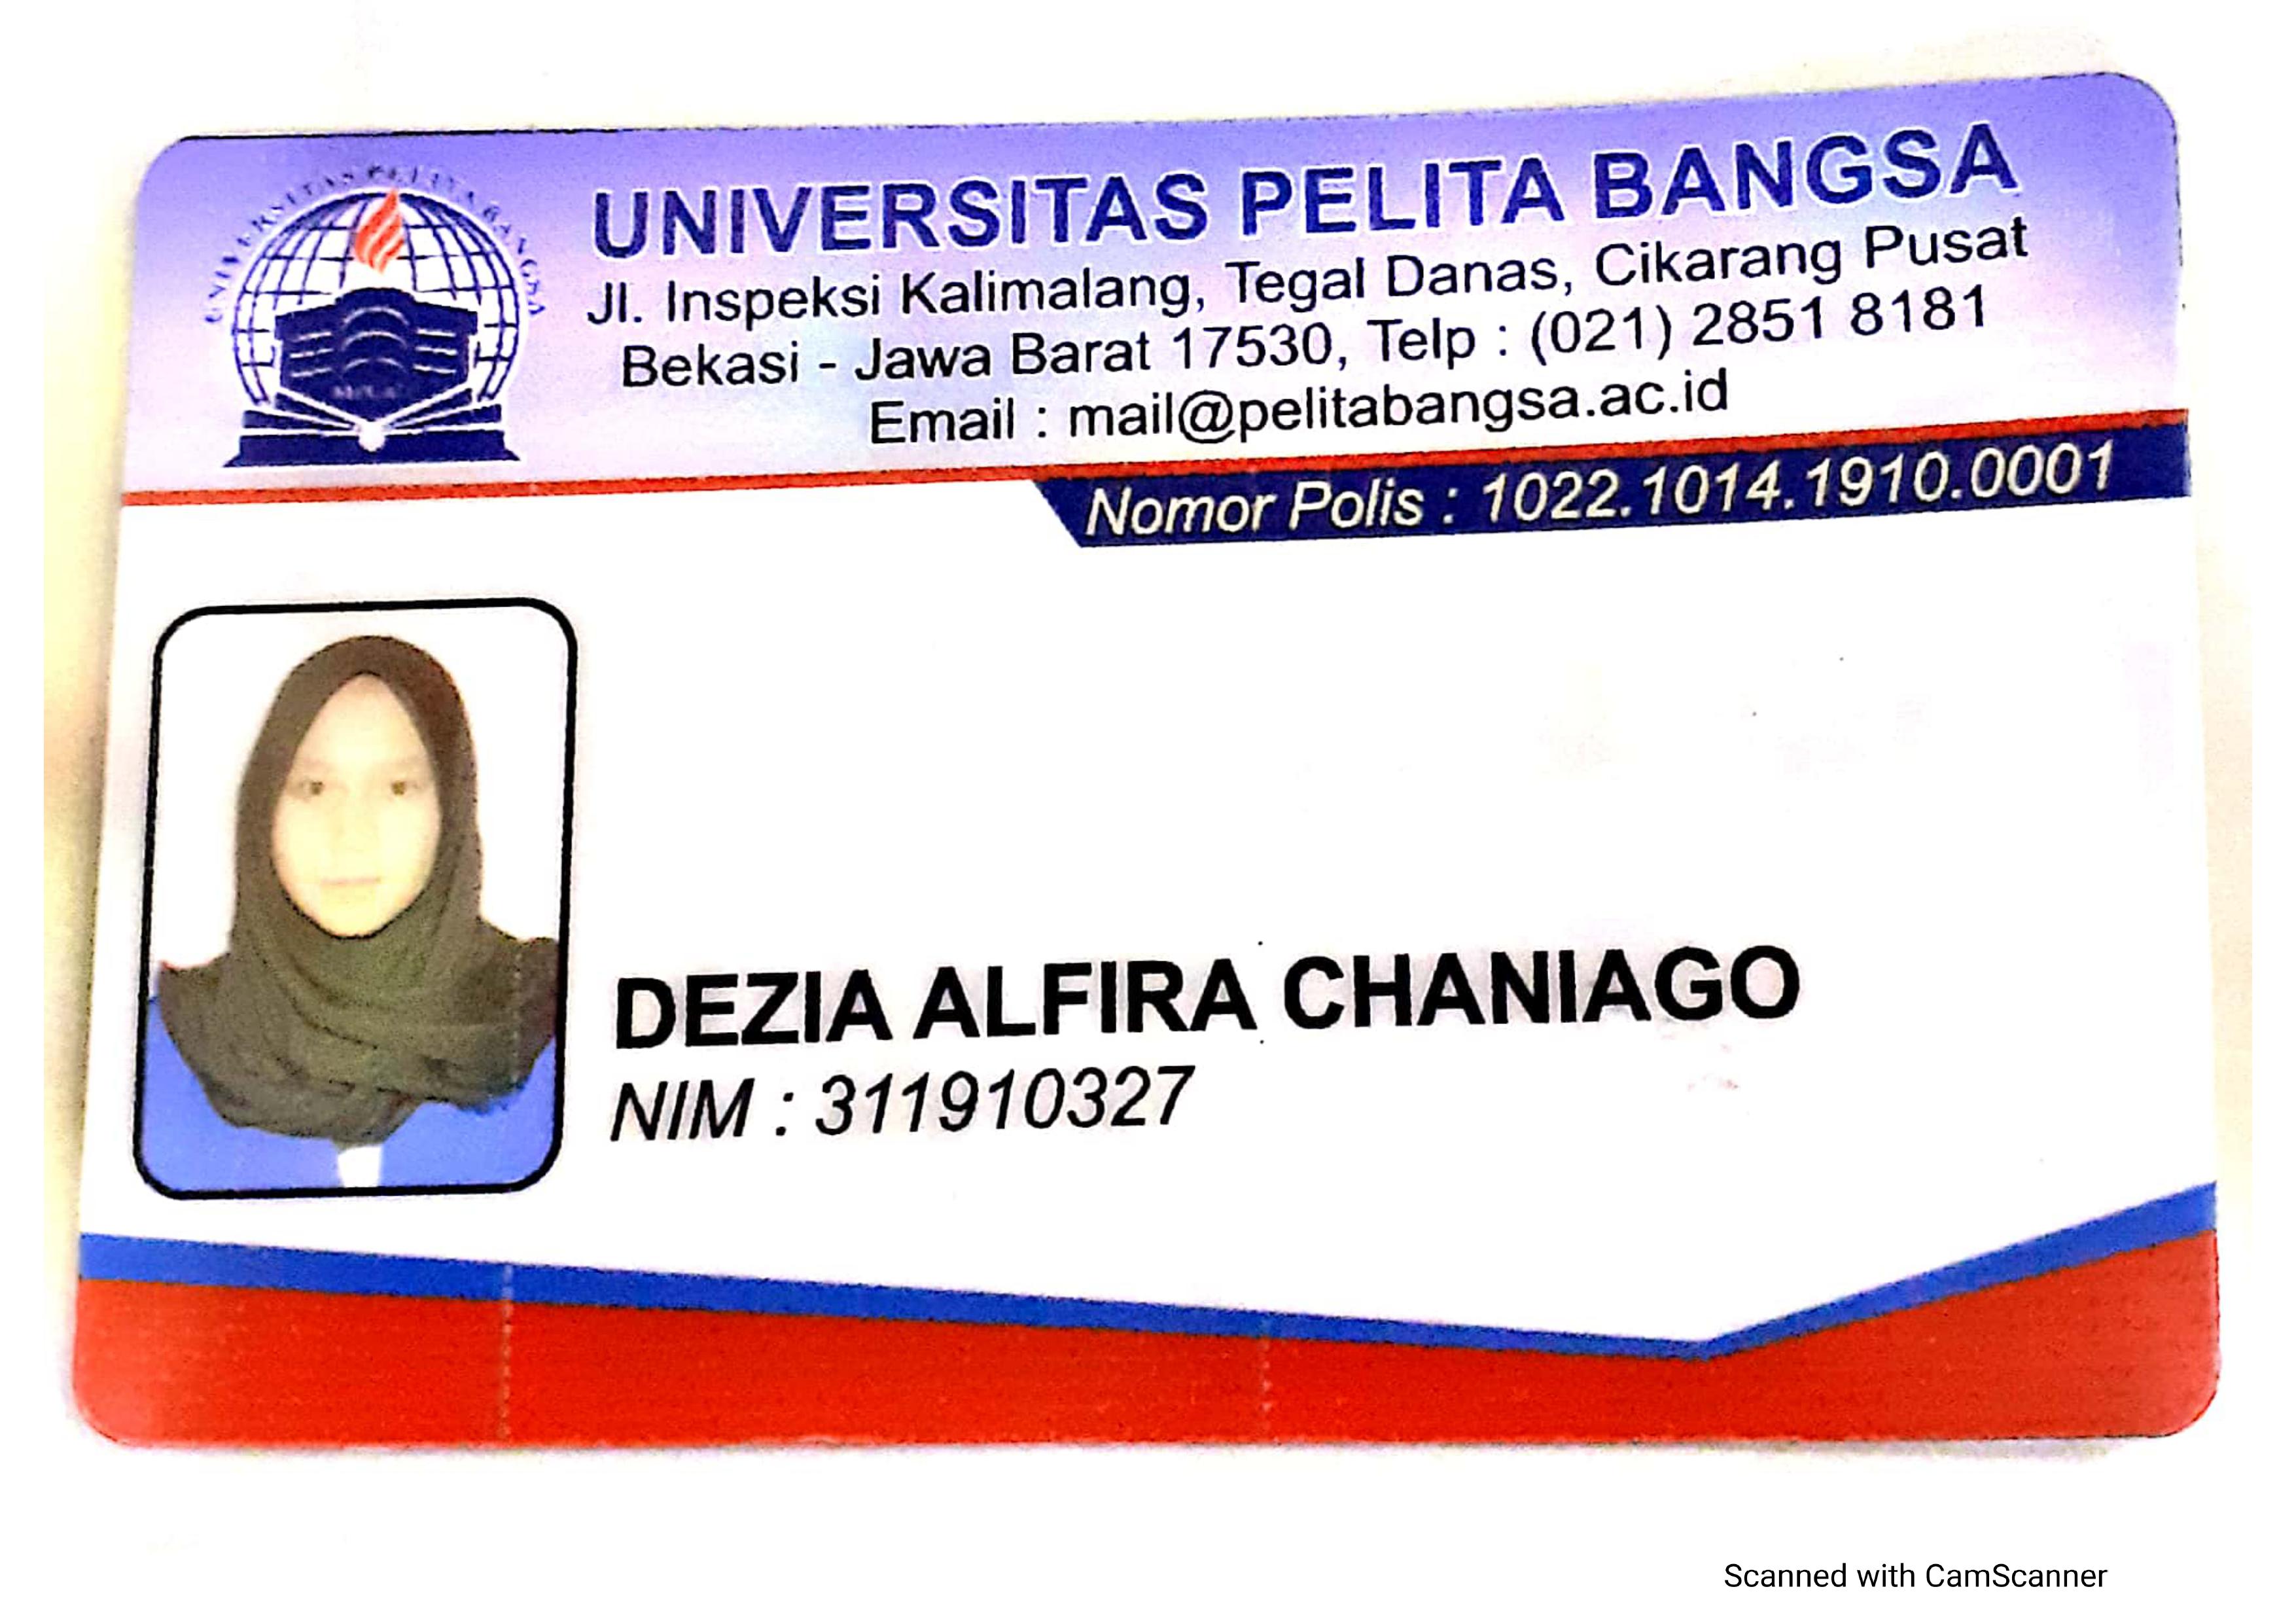 UNIVERSITAS PELITA BANGSA
UNIVERSITAS PELITA BANGSA
Jl. Inspeksi Kalimalang, Tegal Danas, Cikarang Pusat
Bekasi - Jawa Barat 17530, Telp : (021) 2851 8181
Email : mail@pelitabangsa.ac.id
Nomor Polis : 1022.1014.1910.0001
DEZIA ALFIRA CHANIAGO
NIM : 311910327
Scanned with CamScanner